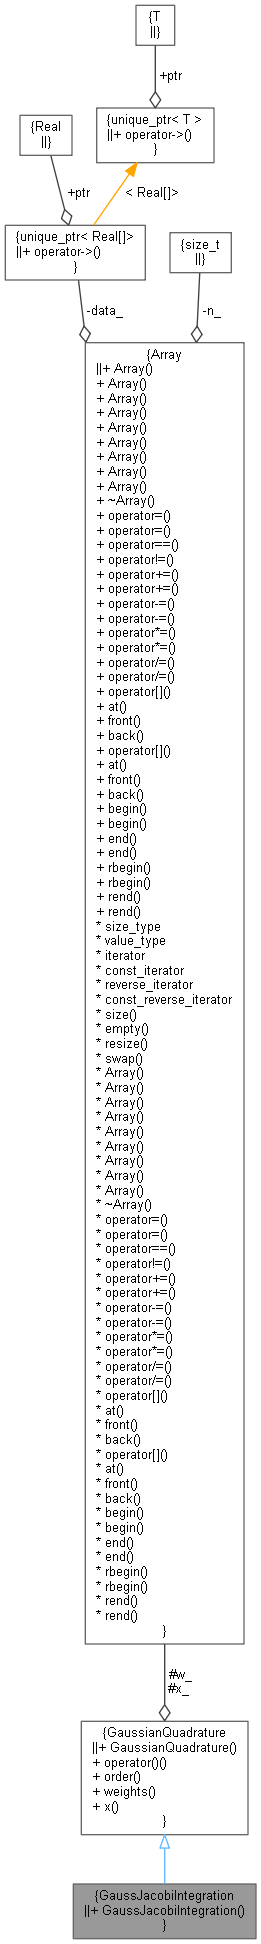 {T
||}
+ptr
{unique_ptr< T >
||+ operator->()
}
{Real
||}
+ptr
< Real[]>
{unique_ptr< Real[]>
||+ operator->()
}
{size_t
||}
-data_
-n_
{Array
||+ Array()
+ Array()
+ Array()
+ Array()
+ Array()
+ Array()
+ Array()
+ Array()
+ Array()
+ ~Array()
+ operator=()
+ operator=()
+ operator==()
+ operator!=()
+ operator+=()
+ operator+=()
+ operator-=()
+ operator-=()
+ operator*=()
+ operator*=()
+ operator/=()
+ operator/=()
+ operator[]()
+ at()
+ front()
+ back()
+ operator[]()
+ at()
+ front()
+ back()
+ begin()
+ begin()
+ end()
+ end()
+ rbegin()
+ rbegin()
+ rend()
+ rend()
* size_type
* value_type
* iterator
* const_iterator
* reverse_iterator
* const_reverse_iterator
* size()
* empty()
* resize()
* swap()
* Array()
* Array()
* Array()
* Array()
* Array()
* Array()
* Array()
* Array()
* Array()
* ~Array()
* operator=()
* operator=()
* operator==()
* operator!=()
* operator+=()
* operator+=()
* operator-=()
* operator-=()
* operator*=()
* operator*=()
* operator/=()
* operator/=()
* operator[]()
* at()
* front()
* back()
* operator[]()
* at()
* front()
* back()
* begin()
* begin()
* end()
* end()
* rbegin()
* rbegin()
* rend()
* rend()
}
#w_
#x_
{GaussianQuadrature
||+ GaussianQuadrature()
+ operator()()
+ order()
+ weights()
+ x()
}
{GaussJacobiIntegration
||+ GaussJacobiIntegration()
}